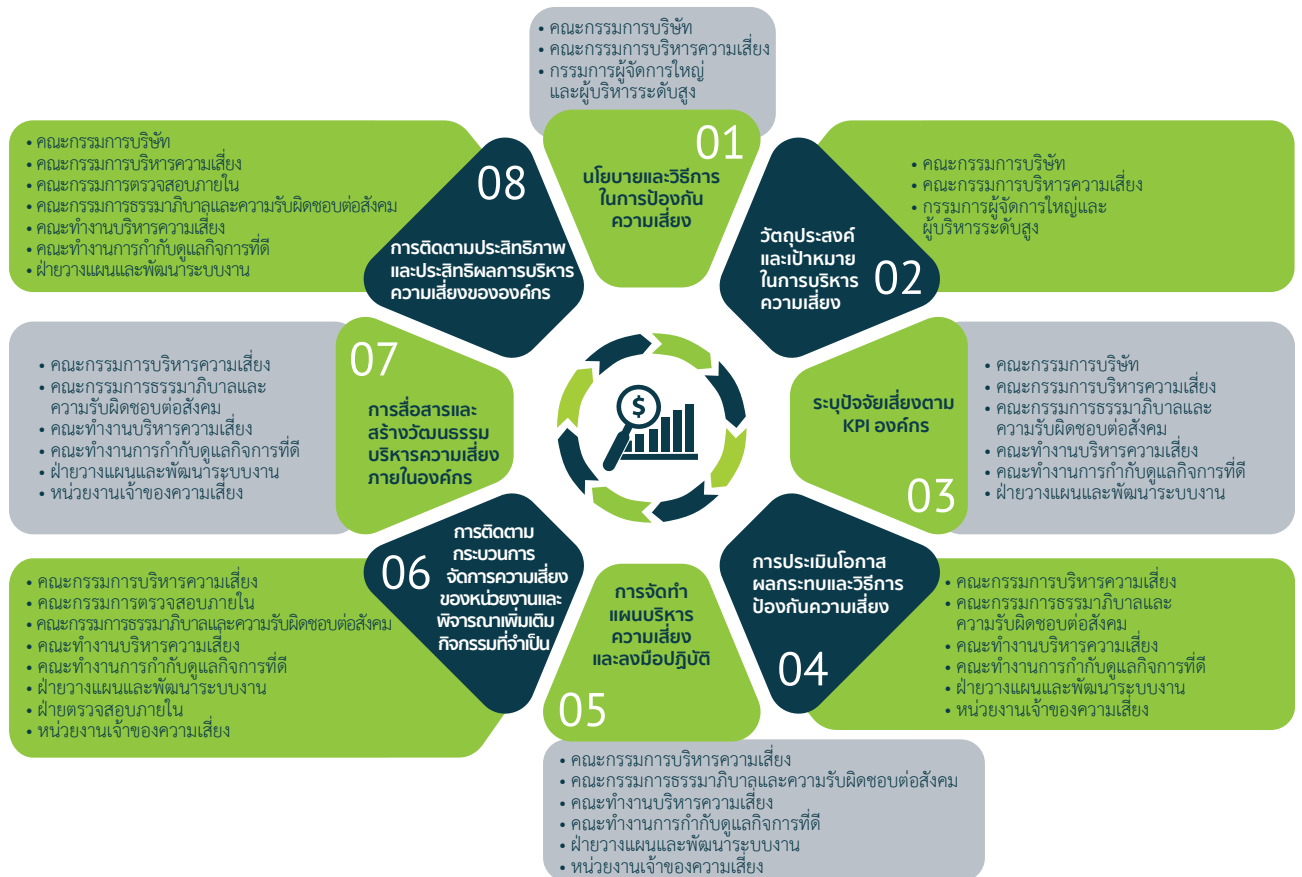 • คณะกรรมการบริษัท
• คณะกรรมการบริหารความเสี่ยง
• กรรมการผู้จัดการใหญ่
และผู้บริหารระดับสูง
01
นโยบายและวิธีการ
ในการป้องกัน
ความเสี่ยง
• คณะกรรมการบริษัท
• คณะกรรมการบริหารความเสี่ยง
• กรรมการผู้จัดการใหญ่และ
ผู้บริหารระดับสูง
วัตถุประสงค์
และเป้าหมาย
ในการบริหาร
ความเสี่ยง
02
• คณะกรรมการบริษัท
• คณะกรรมการบริหารความเสี่ยง
• คณะกรรมการธรรมาภิบาลและ
ความรับผิดชอบต่อสังคม
• คณะทำงานบริหารความเสี่ยง
• คณะทำงานการกำกับดูแลกิจการที่ดี
• ฝ่ายวางแผนและพัฒนาระบบงาน
ระบุปัจจัยเสี่ยงตาม
KPI องค์กร
03
การประเมินโอกาส
ผลกระทบและวิธีการ
ป้องกันความเสี่ยง
04
• คณะกรรมการบริหารความเสี่ยง
• คณะกรรมการธรรมาภิบาลและ
ความรับผิดชอบต่อสังคม
• คณะทำงานบริหารความเสี่ยง
• คณะทำงานการกำกับดูแลกิจการที่ดี
• ฝ่ายวางแผนและพัฒนาระบบงาน
• หน่วยงานเจ้าของความเสี่ยง
การจัดทำ
แผนบริหาร
ความเสี่ยง
และลงมือปฏิบัติ
05
• คณะกรรมการบริหารความเสี่ยง
• คณะกรรมการธรรมาภิบาลและความรับผิดชอบต่อสังคม
• คณะทำงานบริหารความเสี่ยง
• คณะทำงานการกำกับดูแลกิจการที่ดี
• ฝ่ายวางแผนและพัฒนาระบบงาน
• หน่วยงานเจ้าของความเสี่ยง
การติดตาม
กระบวนการ
จัดการความเสี่ยง
ของหน่วยงานและ
พิจารณาเพิ่มเติม
กิจกรรมที่จำเป็น
06
• คณะกรรมการบริหารความเสี่ยง
• คณะกรรมการตรวจสอบภายใน
• คณะกรรมการธรรมาภิบาลและความรับผิดชอบต่อสังคม
• คณะทำงานบริหารความเสี่ยง
• คณะทำงานการกำกับดูแลกิจการที่ดี
• ฝ่ายวางแผนและพัฒนาระบบงาน
• ฝ่ายตรวจสอบภายใน
• หน่วยงานเจ้าของความเสี่ยง
07
การสื่อสารและ
สร้างวัฒนธรรม
บริหารความเสี่ยง
ภายในองค์กร
• คณะกรรมการบริหารความเสี่ยง
• คณะกรรมการธรรมาภิบาลและ
ความรับผิดชอบต่อสังคม
• คณะทำงานบริหารความเสี่ยง
• คณะทำงานการกำกับดูแลกิจการที่ดี
• ฝ่ายวางแผนและพัฒนาระบบงาน
• หน่วยงานเจ้าของความเสี่ยง
08
การติดตามประสิทธิภาพ
และประสิทธิผลการบริหาร
ความเสี่ยงขององค์กร
• คณะกรรมการบริษัท
• คณะกรรมการบริหารความเสี่ยง
• คณะกรรมการตรวจสอบภายใน
• คณะกรรมการธรรมาภิบาลและความรับผิดชอบต่อสังคม
• คณะทำงานบริหารความเสี่ยง
• คณะทำงานการกำกับดูแลกิจการที่ดี
• ฝ่ายวางแผนและพัฒนาระบบงาน
$